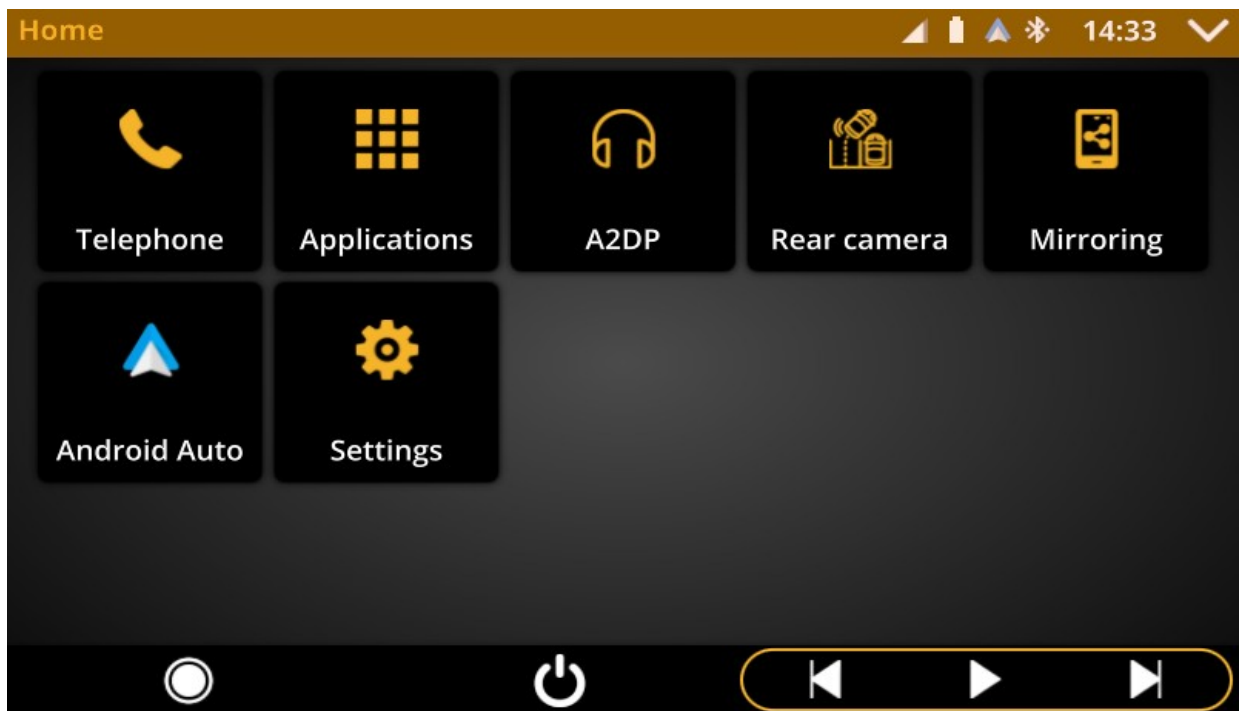 Home 14:33
Telephone Applications A2DP Rear camera Mirroring
Android Auto Settings